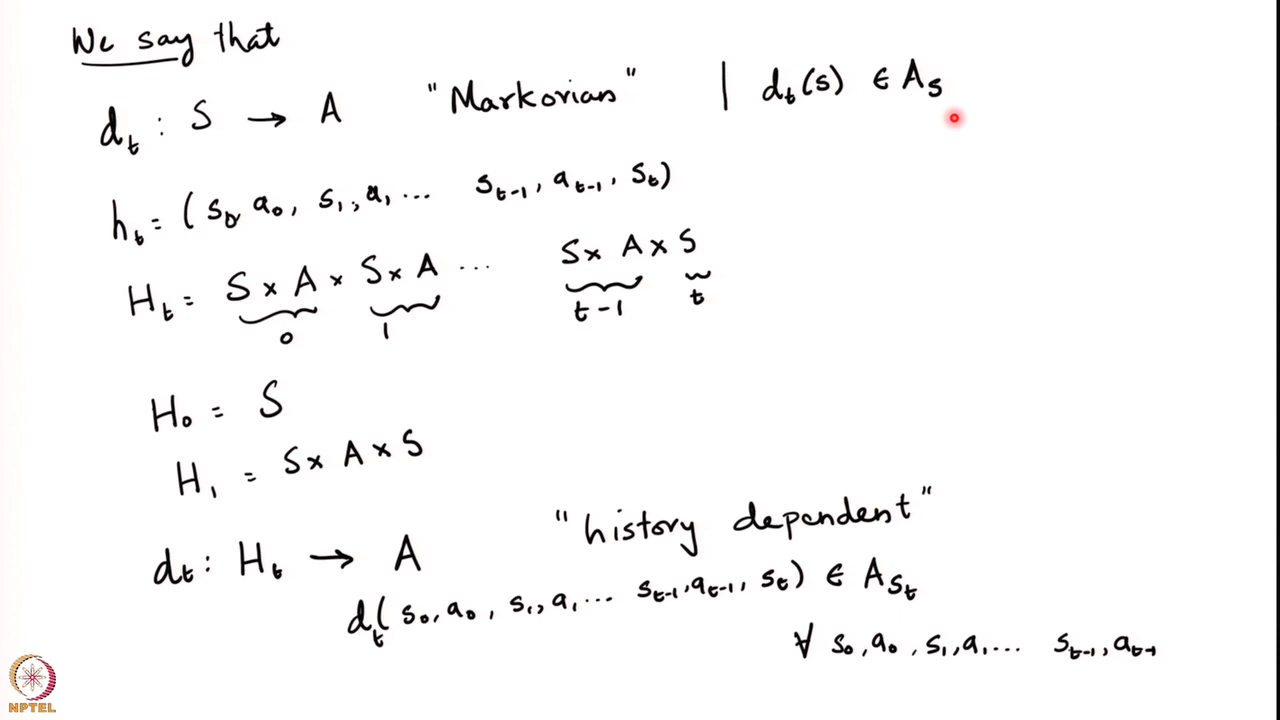 We say that
d_t : S → A "Markorian" | d_t(s) ∈ A_s
h_t = (s_0, a_0, s_1, a_1 ... s_{t-1}, a_{t-1}, s_t)
H_t = S × A × S × A ... S × A × S
0 1 t-1 t
H_0 = S
H_1 = S × A × S
d_t : H_t → A "history dependent"
d_t(s_0, a_0, s_1, a_1 ... s_{t-1}, a_{t-1}, s_t) ∈ A_{s_t}
∀ s_0, a_0, s_1, a_1 ... s_{t-1}, a_{t-1}
NPTEL